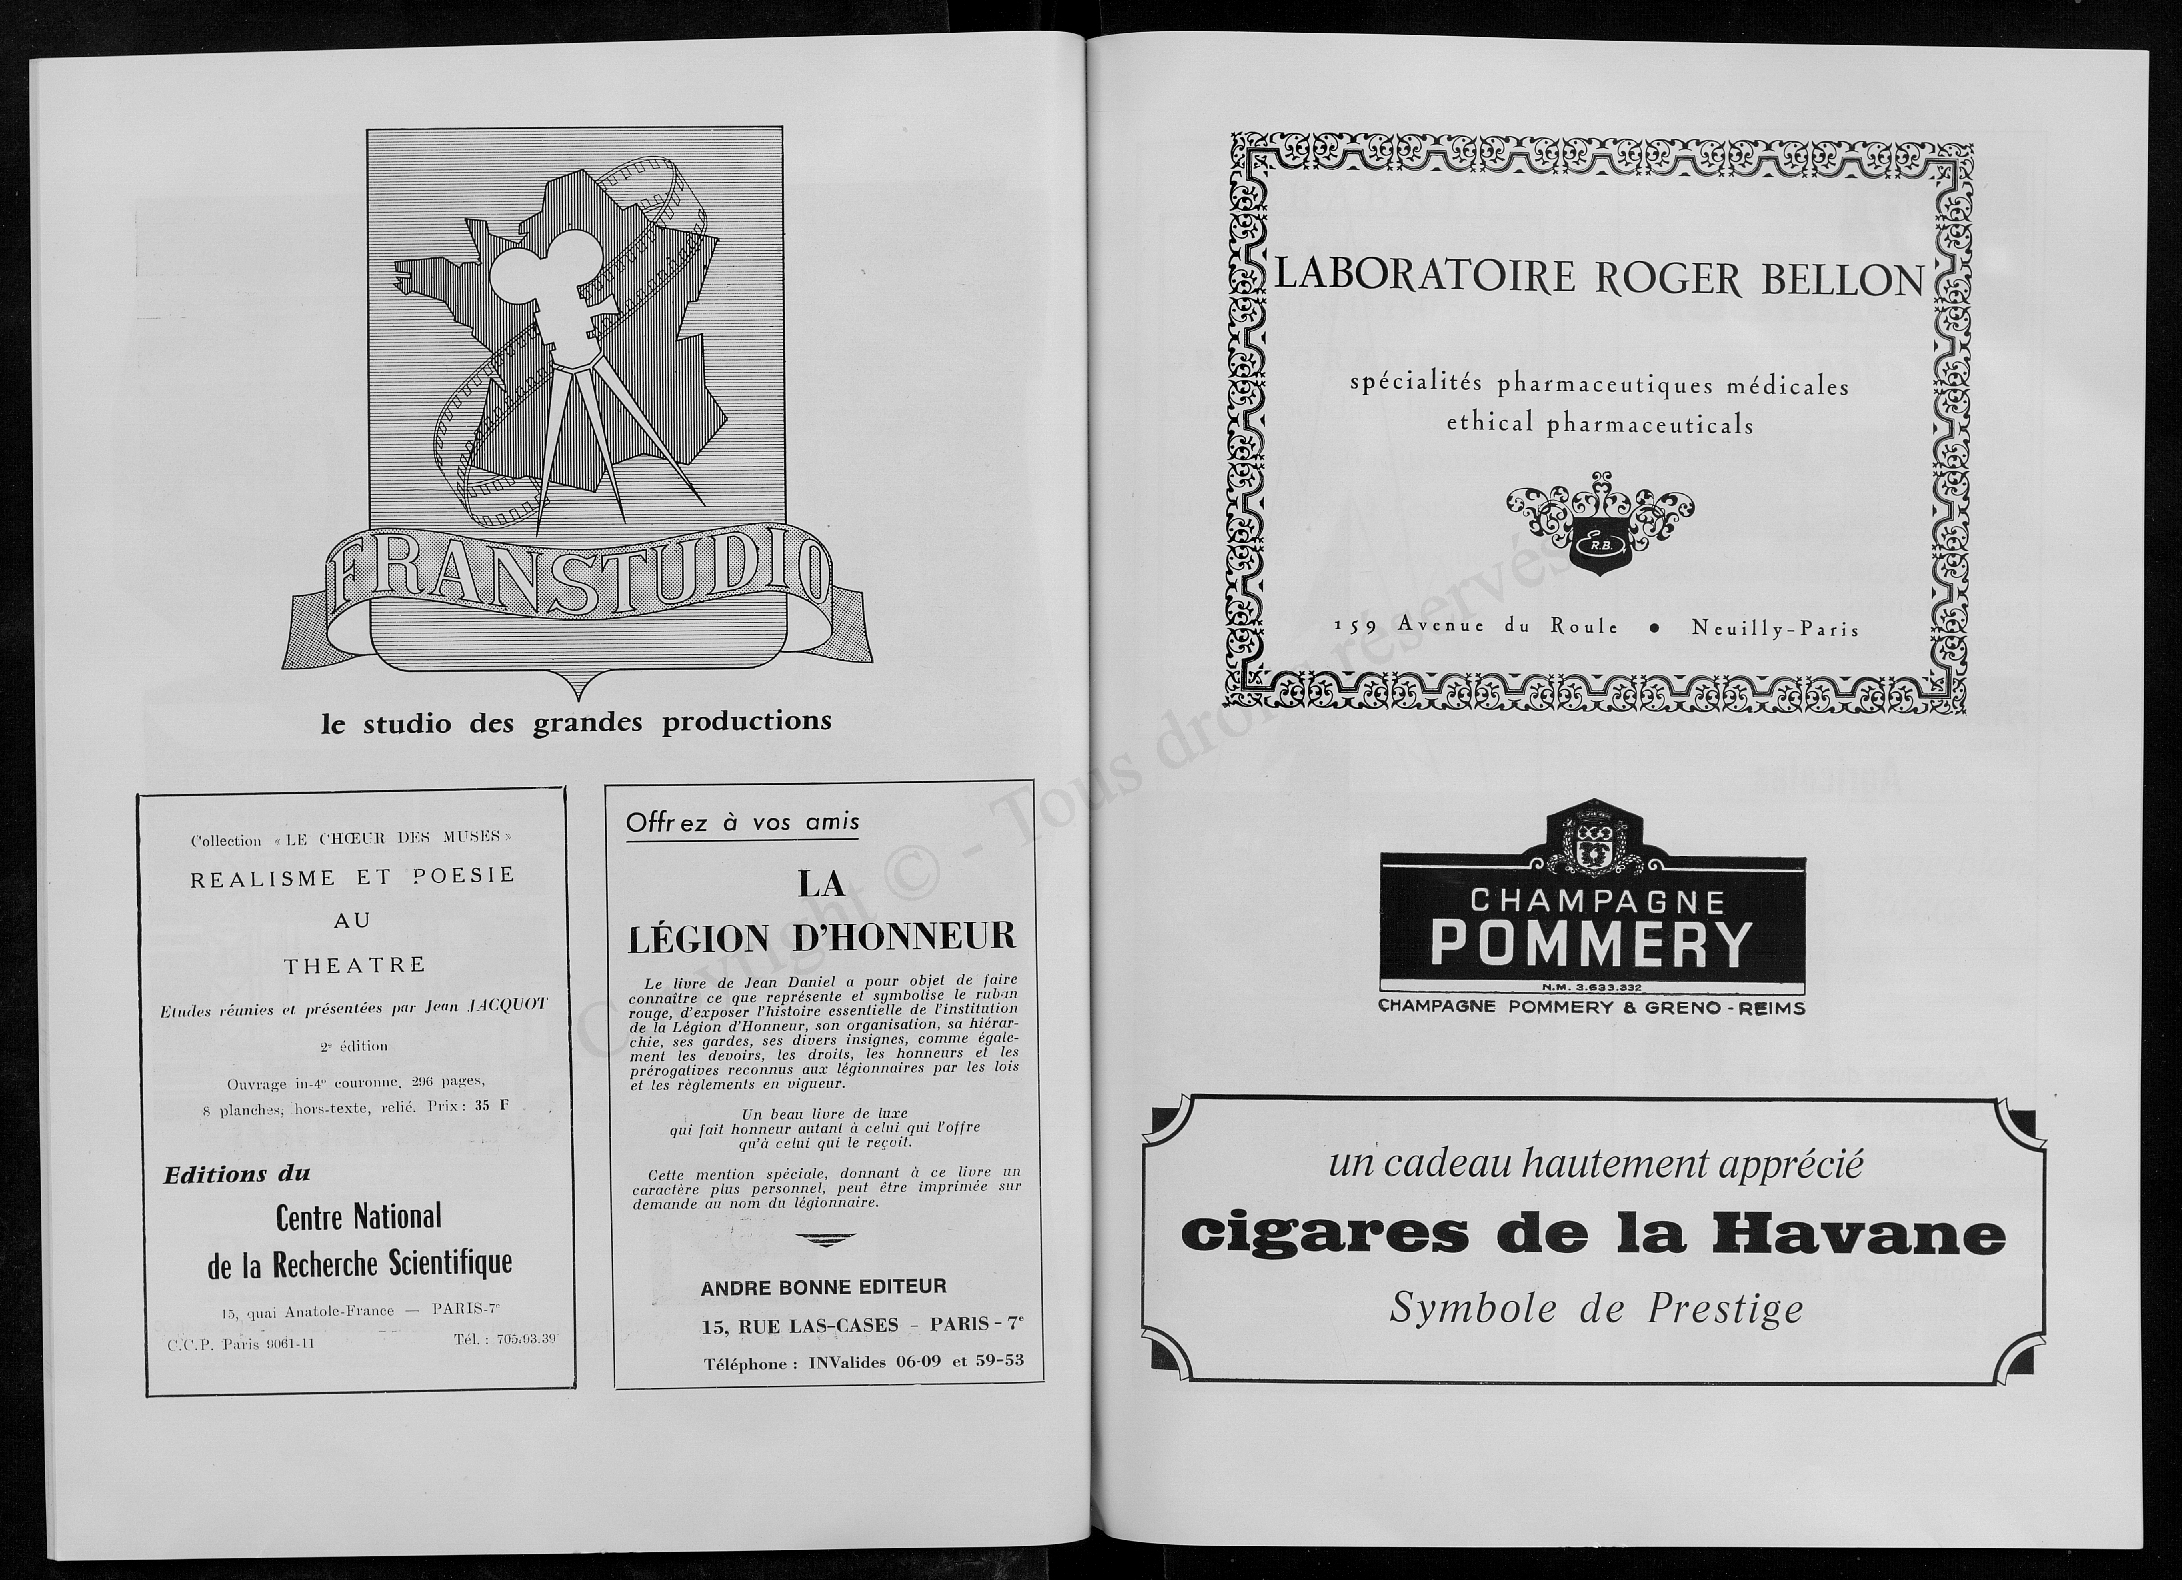 FRANSTUDIO
le studio des grandes productions
Collection « LE CHŒUR DES MUSES »
REALISME ET POESIE
AU
THEATRE
Etudes réunies et présentées par Jean JACQUOT
2e édition
Ouvrage in-4° couronne, 296 pages,
8 planches, hors-texte, relié. Prix : 35 F
Editions du
Centre National
de la Recherche Scientifique
15, quai Anatole-France — PARIS-7e
C.C.P. Paris 9061-11 Tél. : 705.93.39
Offrez à vos amis
LA
LÉGION D'HONNEUR
Le livre de Jean Daniel a pour objet de faire
connaître ce que représente et symbolise le ruban
rouge, d'exposer l'histoire essentielle de l'institution
de la Légion d'Honneur, son organisation, sa hiérar-
chie, ses gardes, ses divers insignes, comme égale-
ment les devoirs, les droits, les honneurs et les
prérogatives reconnus aux légionnaires par les lois
et les règlements en vigueur.
Un beau livre de luxe
qui fait honneur autant à celui qui l'offre
qu'à celui qui le reçoit.
Cette mention spéciale, donnant à ce livre un
caractère plus personnel, peut être imprimée sur
demande au nom du légionnaire.
ANDRE BONNE EDITEUR
15, RUE LAS-CASES – PARIS - 7e
Téléphone : INValides 06-09 et 59-53
LABORATOIRE ROGER BELLON
spécialités pharmaceutiques médicales
ethical pharmaceuticals
R.B.
159 Avenue du Roule • Neuilly-Paris
CHAMPAGNE
POMMERY
N.M. 3.633.332
CHAMPAGNE POMMERY & GRENO - REIMS
un cadeau hautement apprécié
cigares de la Havane
Symbole de Prestige
Copyright © - Tous droits réservés